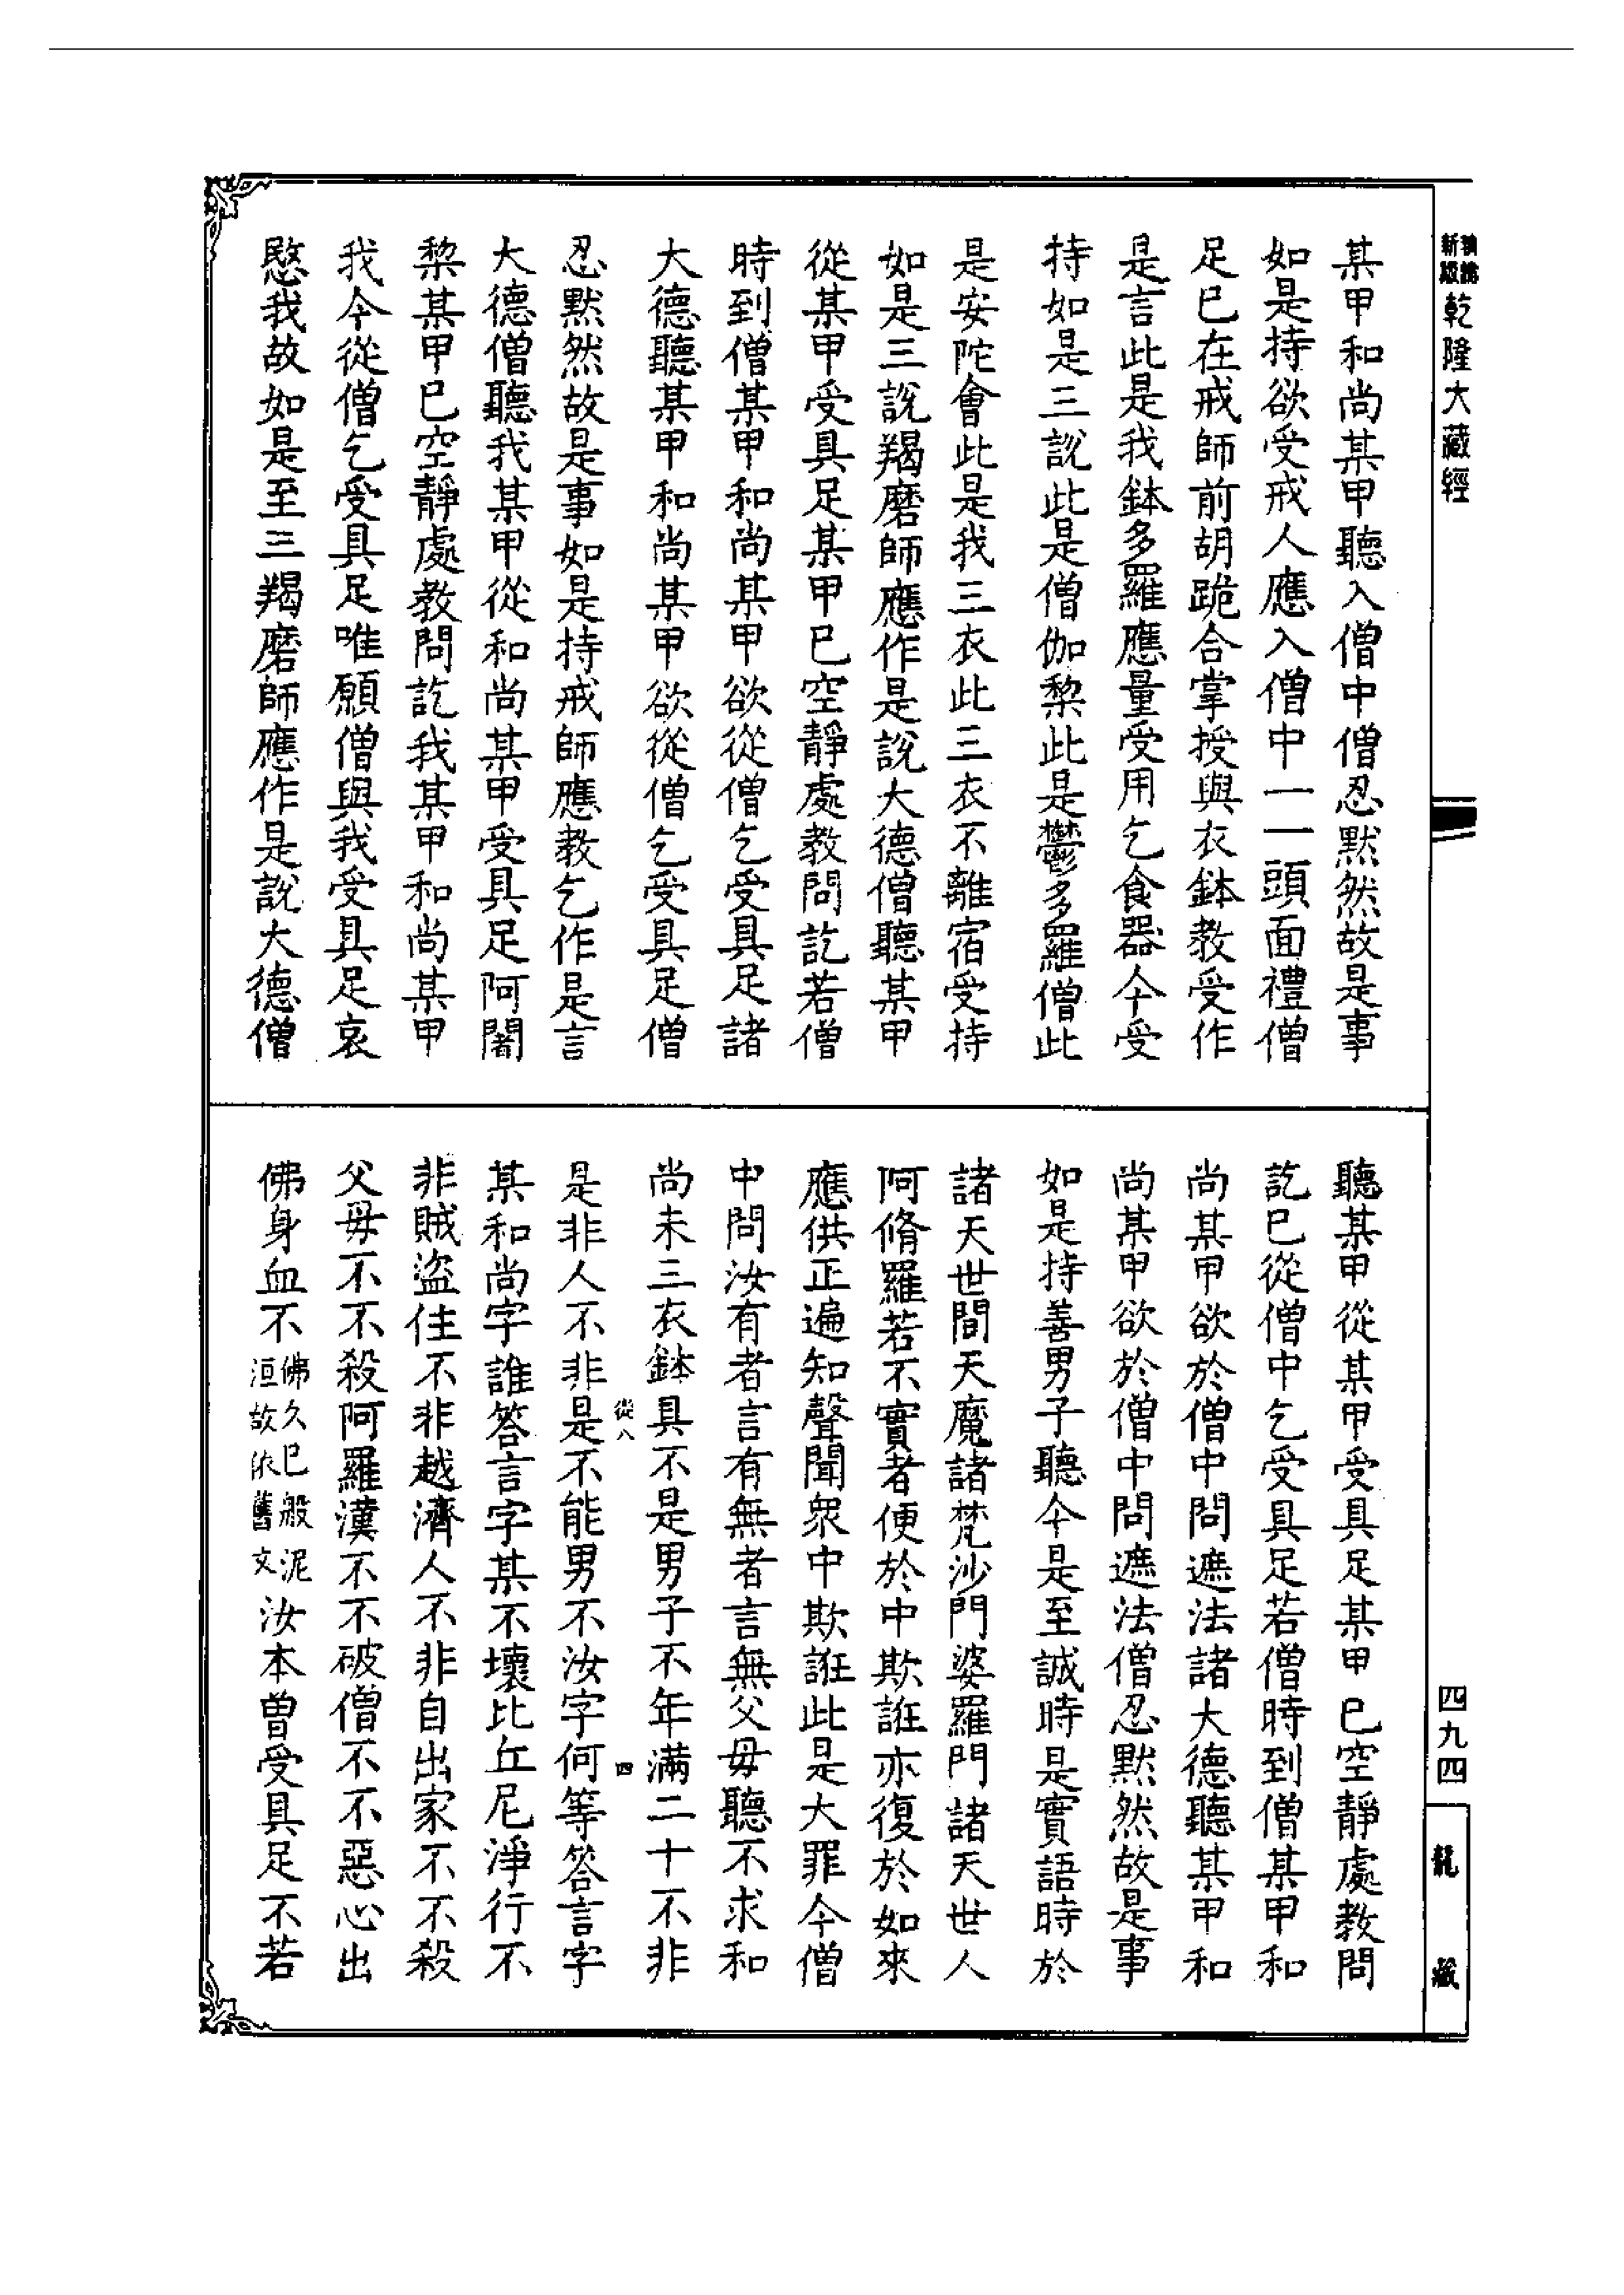 乾隆大藏經
某甲和尚某甲聽入僧中僧忍默然故是事
如是持欲受戒人應入僧中一一頭面禮僧
足已在戒師前胡跪合掌授與衣鉢教受作
是言此是我鉢多羅應量受用乞食器今受
持如是三說此是僧伽棃此是鬱多羅僧此
是安陀會此是我三衣此三衣不離宿受持
如是三說羯磨師應作是說大德僧聽某甲
從某甲受具足某甲已空靜處教問訖若僧
時到僧某甲和尚某甲欲從僧乞受具足諸
大德聽某甲和尚某甲欲從僧乞受具足僧
忍默然故是事如是持戒師應教乞作是言
大德僧聽我某甲從和尚某甲受具足阿闍
棃某甲已空靜處教問訖我某甲和尚某甲
我今從僧乞受具足唯願僧與我受具足哀
愍我故如是至三羯磨師應作是說大德僧
聽某甲從某甲受具足某甲已空靜處教問
訖已從僧中乞受具足若僧時到僧某甲和
尚某甲欲於僧中問遮法諸大德聽某甲和
尚某甲欲於僧中問遮法僧忍默然故是事
如是持善男子聽今是至誠時是實語時於
諸天世間天魔諸梵沙門婆羅門諸天世人
阿脩羅若不實者便於中欺誑亦復於如來
應供正遍知聲聞衆中欺誑此是大罪今僧
中問汝有者言有無者言無父母聽不求和
尚未三衣鉢具不是男子不年滿二十不非
從八
四
是非人不非是不能男不汝字何等答言字
某和尚字誰答言字某不壞比丘尼淨行不
非賊盜住不非越濟人不非自出家不不殺
父母不不殺阿羅漢不不破僧不不惡心出
佛身血不佛久已般泥洹故依舊文汝本曽受具足不若
四九四
龍藏